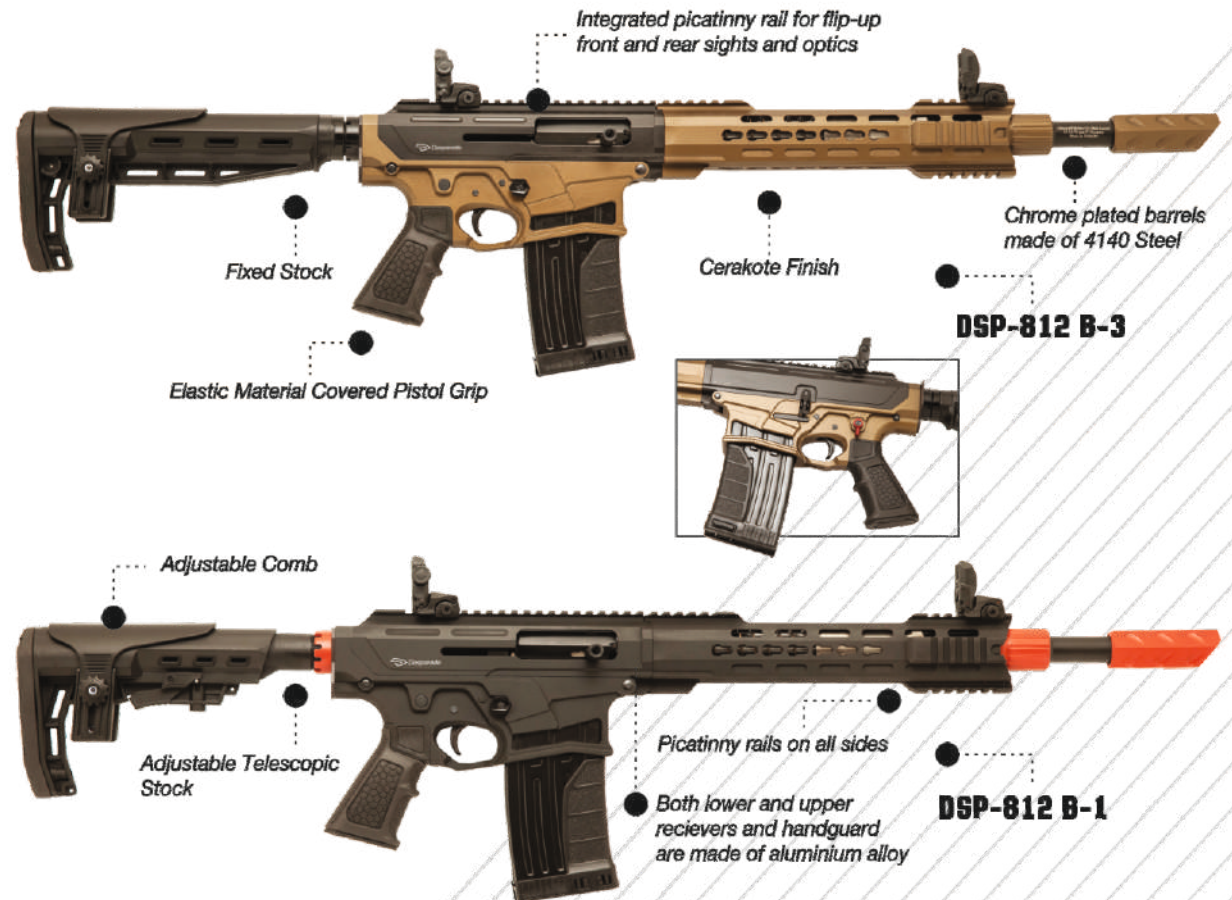 Integrated picatinny rail for flip-up
front and rear sights and optics
Fixed Stock
Cerakote Finish
Chrome plated barrels
made of 4140 Steel
DSP-812 B-3
Elastic Material Covered Pistol Grip
Adjustable Comb
Adjustable Telescopic
Stock
Picatinny rails on all sides
DSP-812 B-1
Both lower and upper
recievers and handguard
are made of aluminium alloy